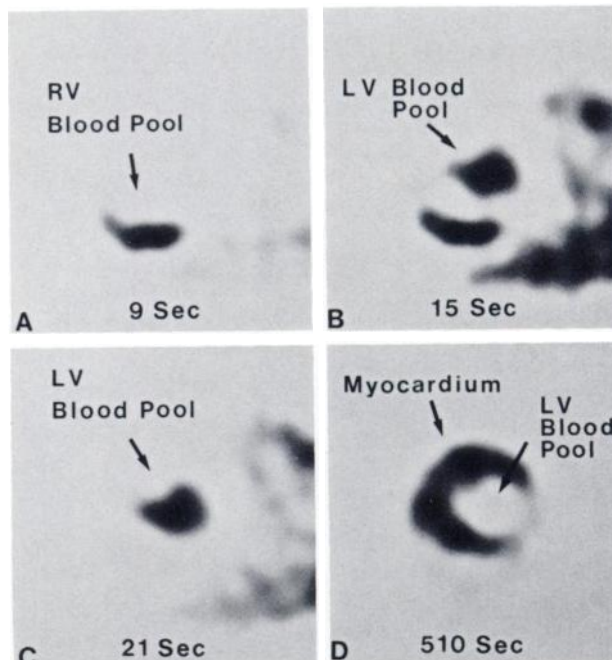 RV
Blood Pool
A
9 Sec
LV Blood
Pool
B
15 Sec
LV
Blood Pool
C
21 Sec
Myocardium
LV
Blood
Pool
D
510 Sec